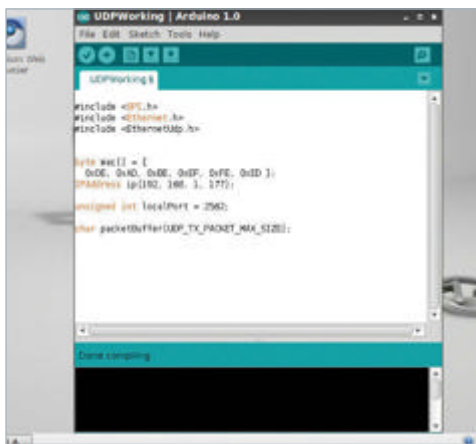 UDPWorking | Arduino 1.0
File Edit Sketch Tools Help
UDPWorking §
#include <SPI.h>
#include <Ethernet.h>
#include <EthernetUdp.h>
byte mac[] = {
0xDE, 0xAD, 0xBE, 0xEF, 0xFE, 0xED };
IPAddress ip(192, 168, 1, 177);
unsigned int localPort = 2562;
char packetBuffer[UDP_TX_PACKET_MAX_SIZE];
Done compiling